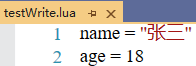 testWrite.lua
1 name = "张三"
2 age = 18